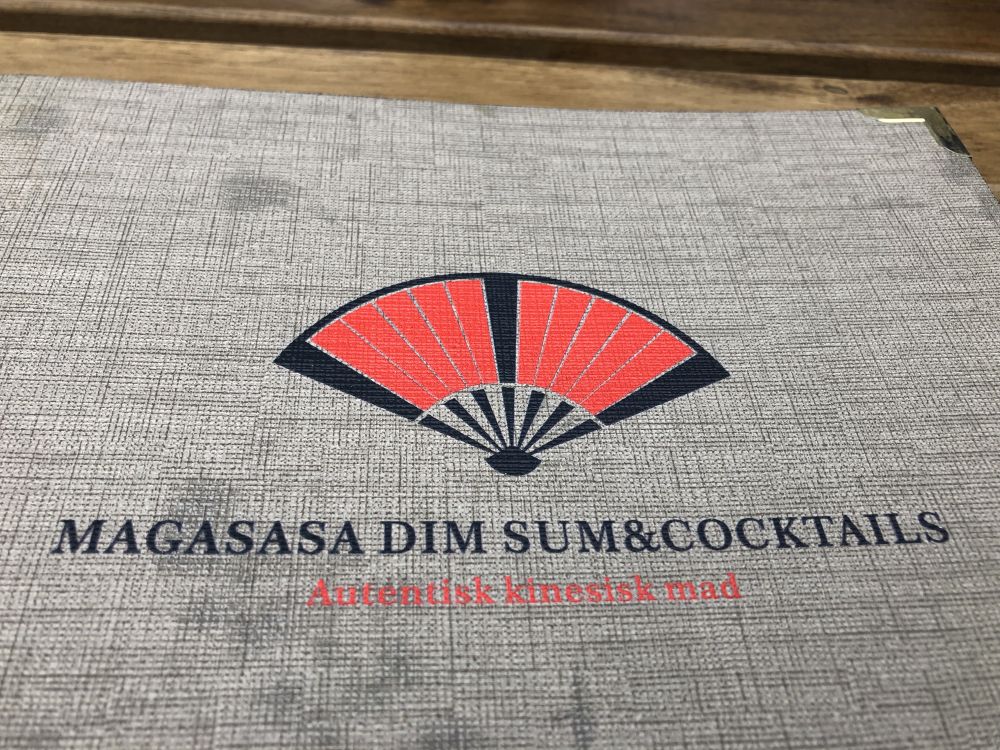 MAGASASA DIM SUM&COCKTAILS
Autentisk kinesisk mad